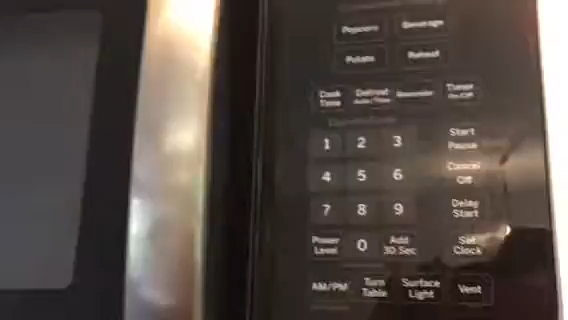 Popcorn Beverage
Potato Reheat
Cook Time Defrost Auto/Time Timer On/Off
1 2 3 Start Pause
4 5 6 Cancel Off
7 8 9 Delay Start
Power Level 0 Add 30 Sec Set Clock
AM/PM Turn Table Surface Light Vent